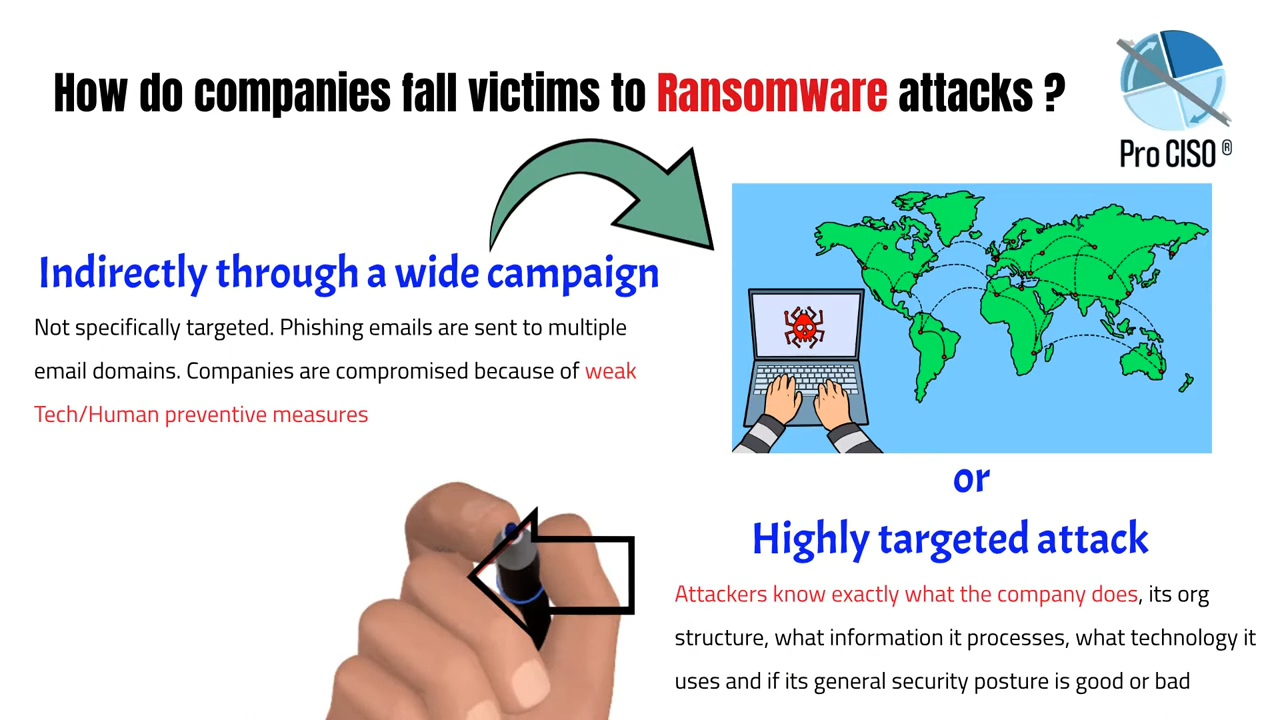 How do companies fall victims to Ransomware attacks ?
Pro CISO ®
Indirectly through a wide campaign
Not specifically targeted. Phishing emails are sent to multiple
email domains. Companies are compromised because of weak
Tech/Human preventive measures
or
Highly targeted attack
Attackers know exactly what the company does, its org
structure, what information it processes, what technology it
uses and if its general security posture is good or bad